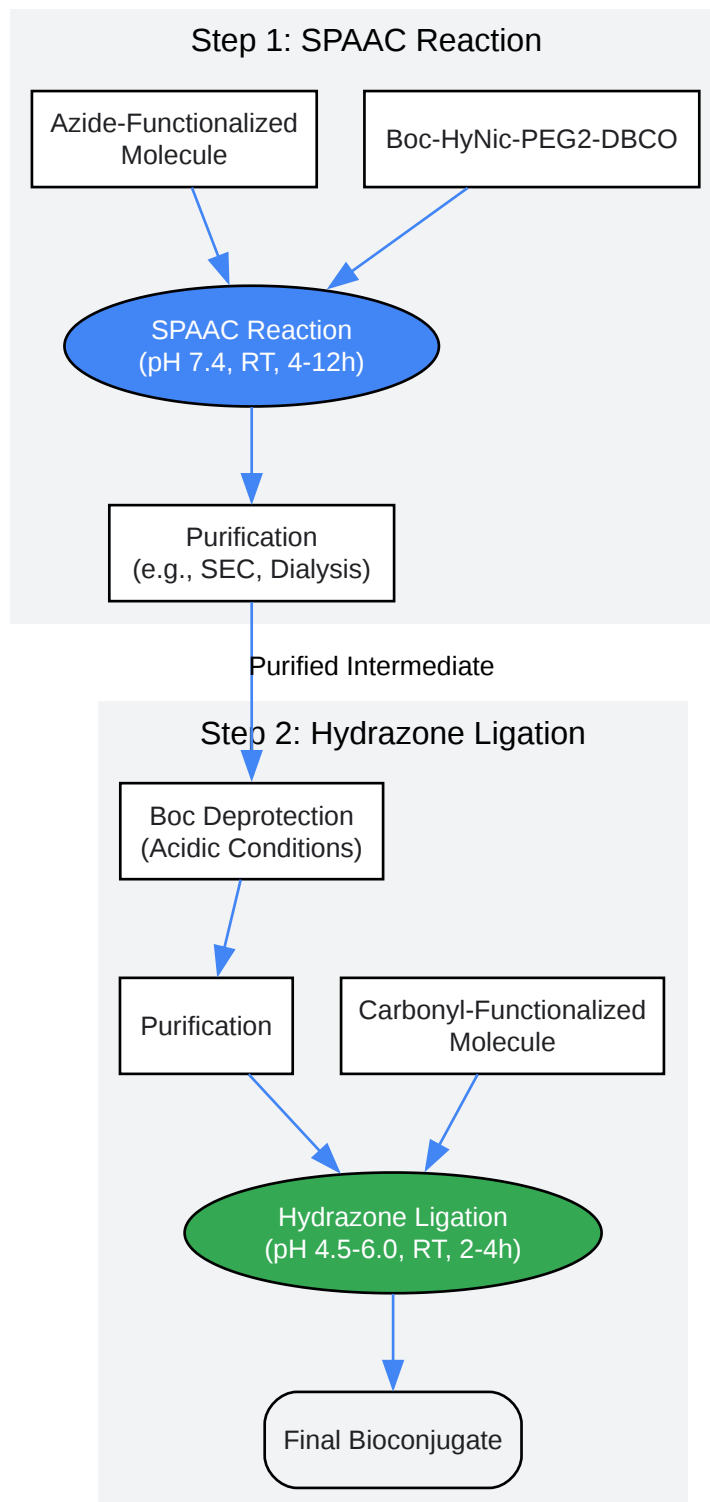 Step 1: SPAAC Reaction
Azide-Functionalized
Molecule
Boc-HyNic-PEG2-DBCO
SPAAC Reaction
(pH 7.4, RT, 4-12h)
Purification
(e.g., SEC, Dialysis)
Purified Intermediate
Step 2: Hydrazone Ligation
Boc Deprotection
(Acidic Conditions)
Purification
Carbonyl-Functionalized
Molecule
Hydrazone Ligation
(pH 4.5-6.0, RT, 2-4h)
Final Bioconjugate